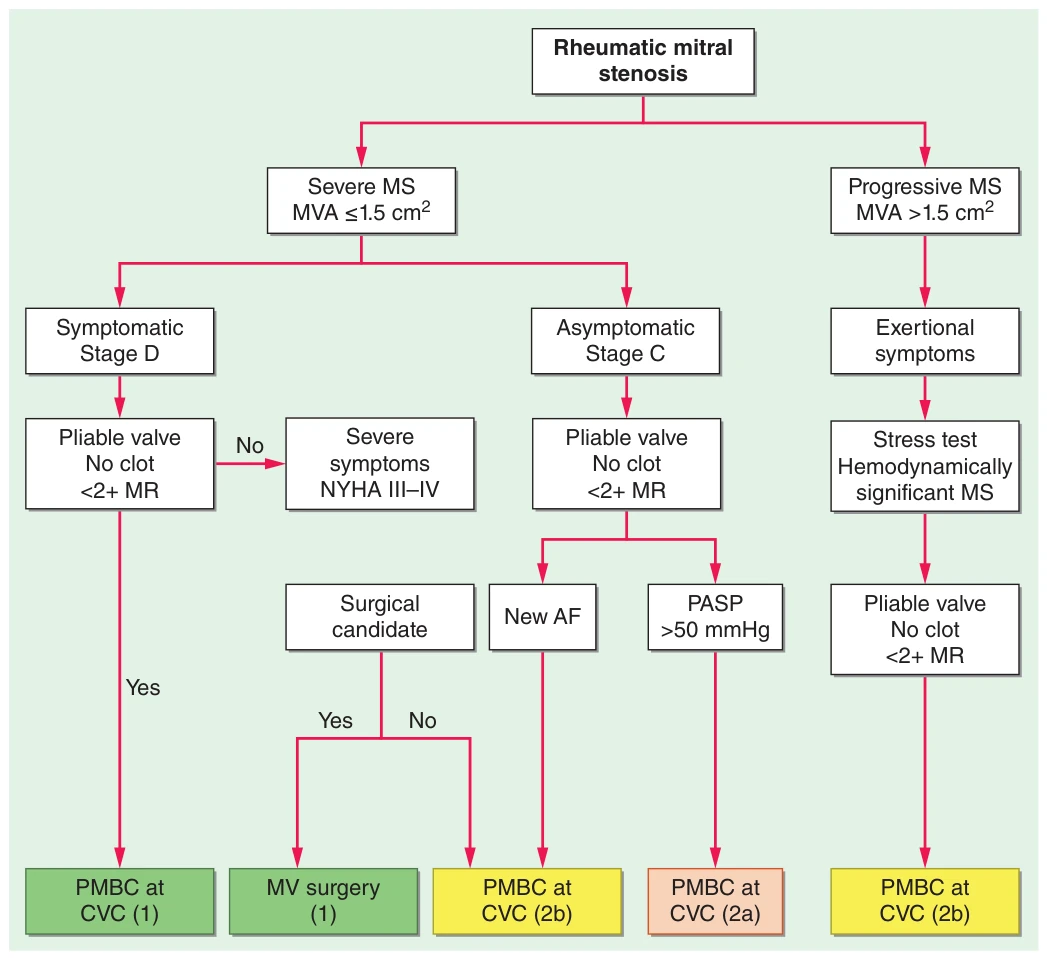 Rheumatic mitral
stenosis
Severe MS
MVA ≤1.5 cm²
Progressive MS
MVA >1.5 cm²
Symptomatic
Stage D
Asymptomatic
Stage C
Exertional
symptoms
Pliable valve
No clot
<2+ MR
No
Severe
symptoms
NYHA III–IV
Pliable valve
No clot
<2+ MR
Stress test
Hemodynamically
significant MS
Surgical
candidate
New AF
PASP
>50 mmHg
Pliable valve
No clot
<2+ MR
Yes
Yes
No
PMBC at
CVC (1)
MV surgery
(1)
PMBC at
CVC (2b)
PMBC at
CVC (2a)
PMBC at
CVC (2b)